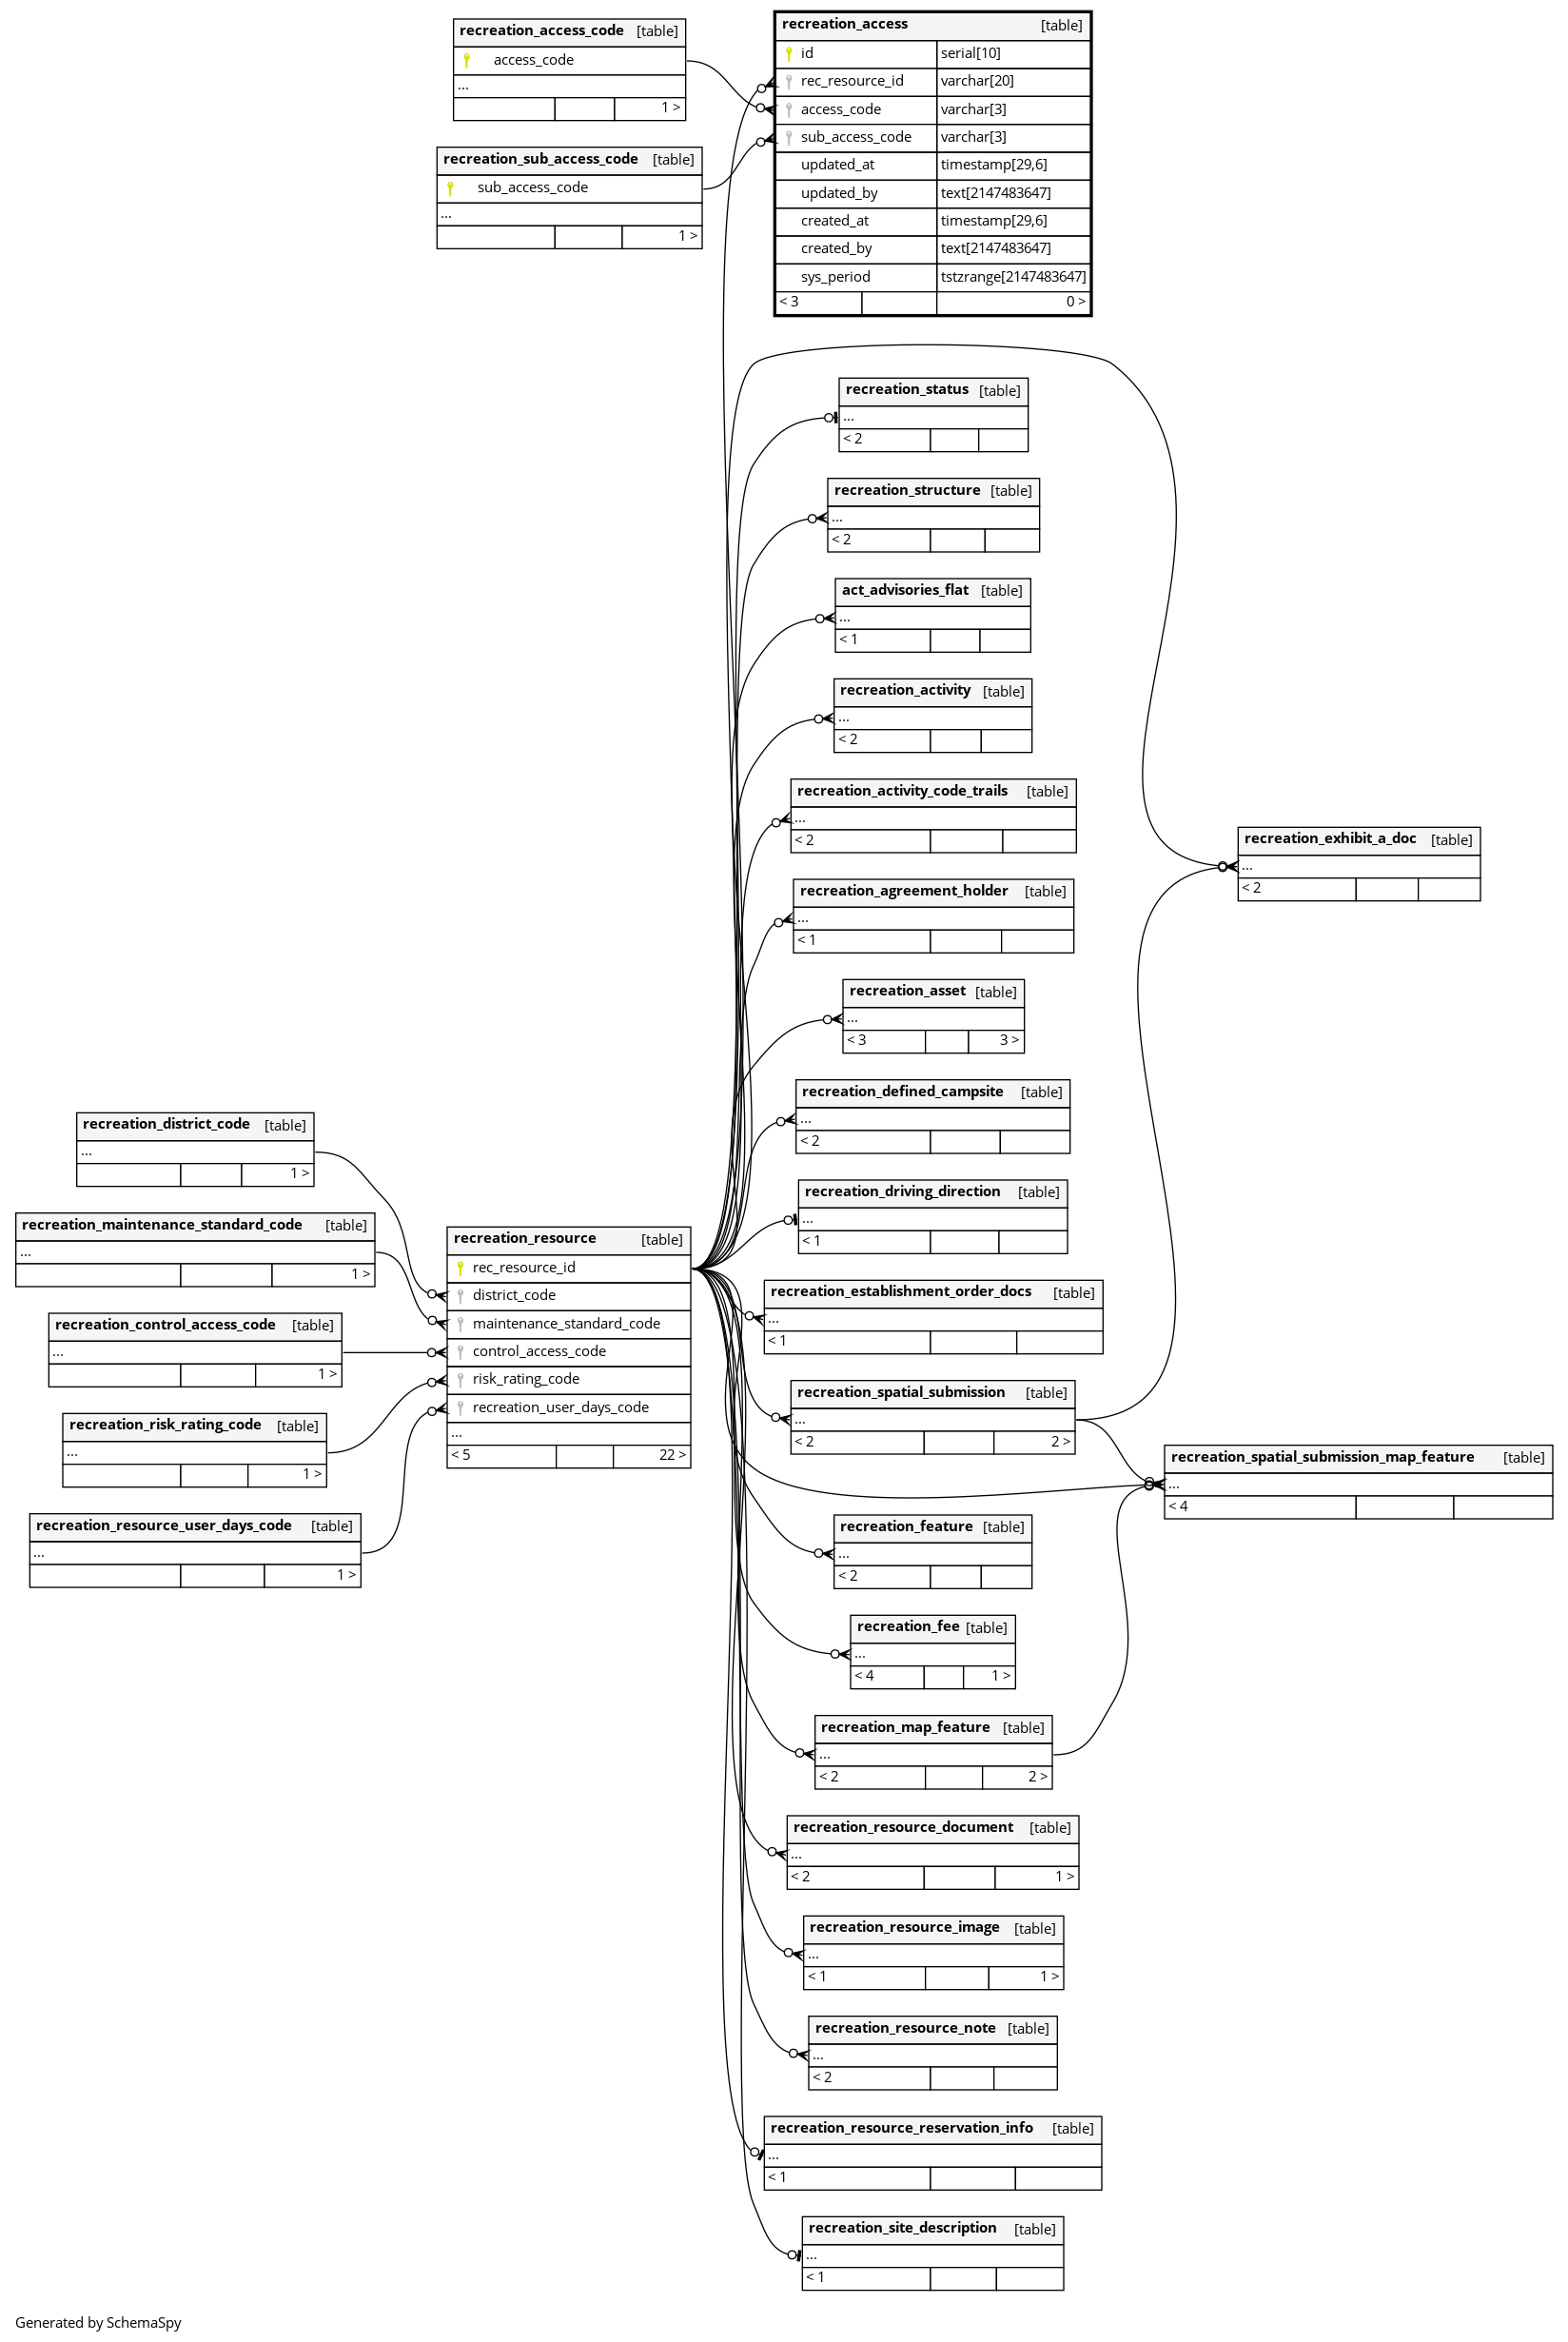 recreation_access_code [table]
access_code
...
1 >
recreation_sub_access_code [table]
sub_access_code
...
1 >
recreation_access [table]
id serial[10]
rec_resource_id varchar[20]
access_code varchar[3]
sub_access_code varchar[3]
updated_at timestamp[29,6]
updated_by text[2147483647]
created_at timestamp[29,6]
created_by text[2147483647]
sys_period tstzrange[2147483647]
< 3 0 >
recreation_status [table]
...
< 2
recreation_structure [table]
...
< 2
act_advisories_flat [table]
...
< 1
recreation_activity [table]
...
< 2
recreation_activity_code_trails [table]
...
< 2
recreation_exhibit_a_doc [table]
...
< 2
recreation_agreement_holder [table]
...
< 1
recreation_asset [table]
...
< 3 3 >
recreation_defined_campsite [table]
...
< 2
recreation_district_code [table]
...
1 >
recreation_maintenance_standard_code [table]
...
1 >
recreation_control_access_code [table]
...
1 >
recreation_risk_rating_code [table]
...
1 >
recreation_resource_user_days_code [table]
...
1 >
recreation_resource [table]
rec_resource_id
district_code
maintenance_standard_code
control_access_code
risk_rating_code
recreation_user_days_code
...
< 5 22 >
recreation_driving_direction [table]
...
< 1
recreation_establishment_order_docs [table]
...
< 1
recreation_spatial_submission [table]
...
< 2 2 >
recreation_spatial_submission_map_feature [table]
...
< 4
recreation_feature [table]
...
< 2
recreation_fee [table]
...
< 4 1 >
recreation_map_feature [table]
...
< 2 2 >
recreation_resource_document [table]
...
< 2 1 >
recreation_resource_image [table]
...
< 1 1 >
recreation_resource_note [table]
...
< 2
recreation_resource_reservation_info [table]
...
< 1
recreation_site_description [table]
...
< 1
Generated by SchemaSpy